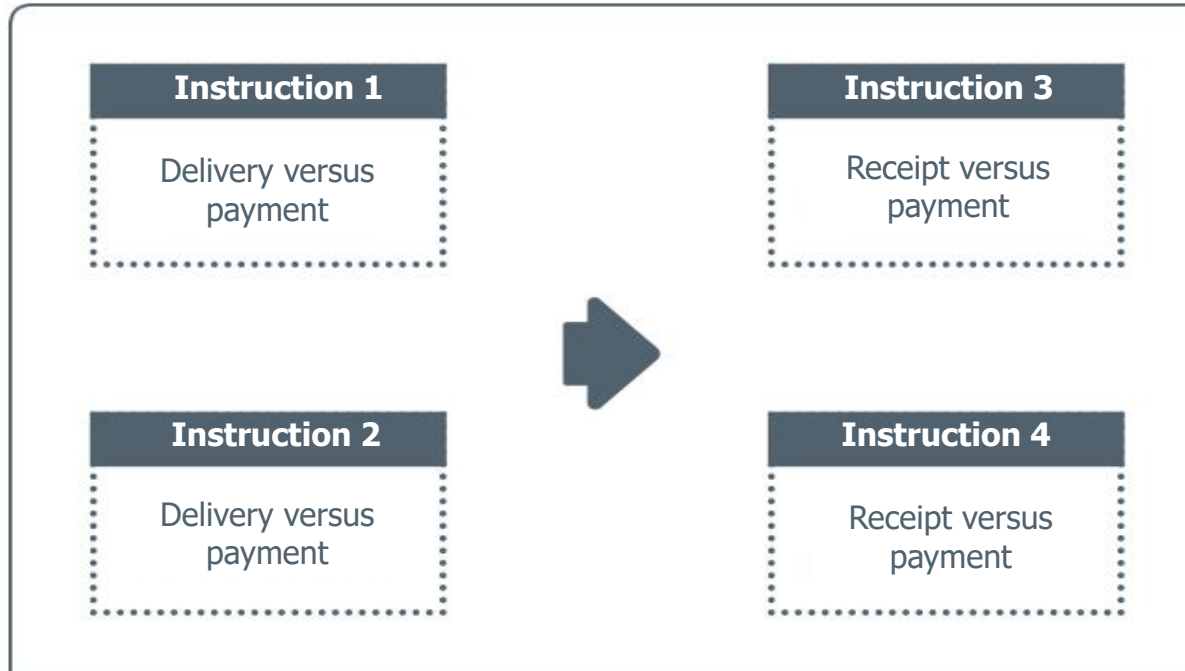 Instruction 1
Delivery versus
payment
Instruction 3
Receipt versus
payment
Instruction 2
Delivery versus
payment
Instruction 4
Receipt versus
payment